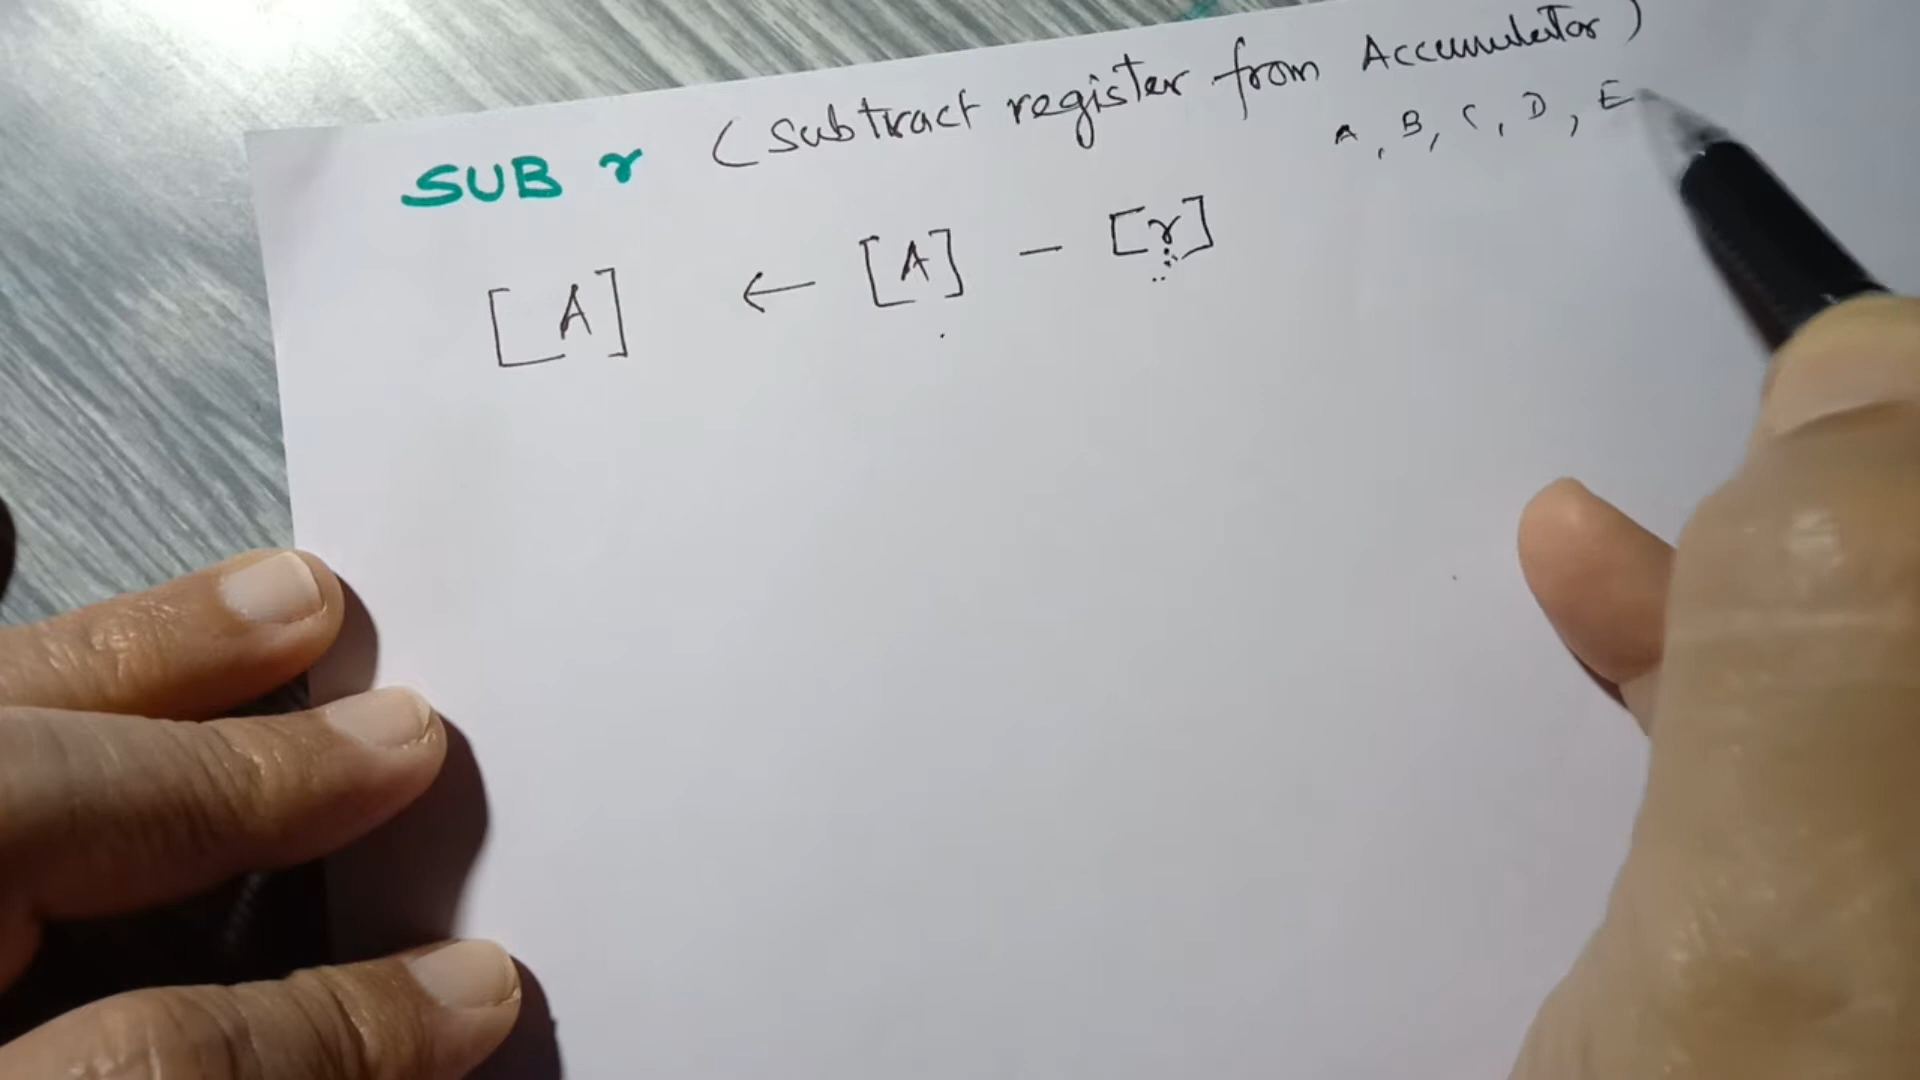 SUB r (Subtract register from Accumulator)
A, B, C, D, E
[A] ← [A] - [r]